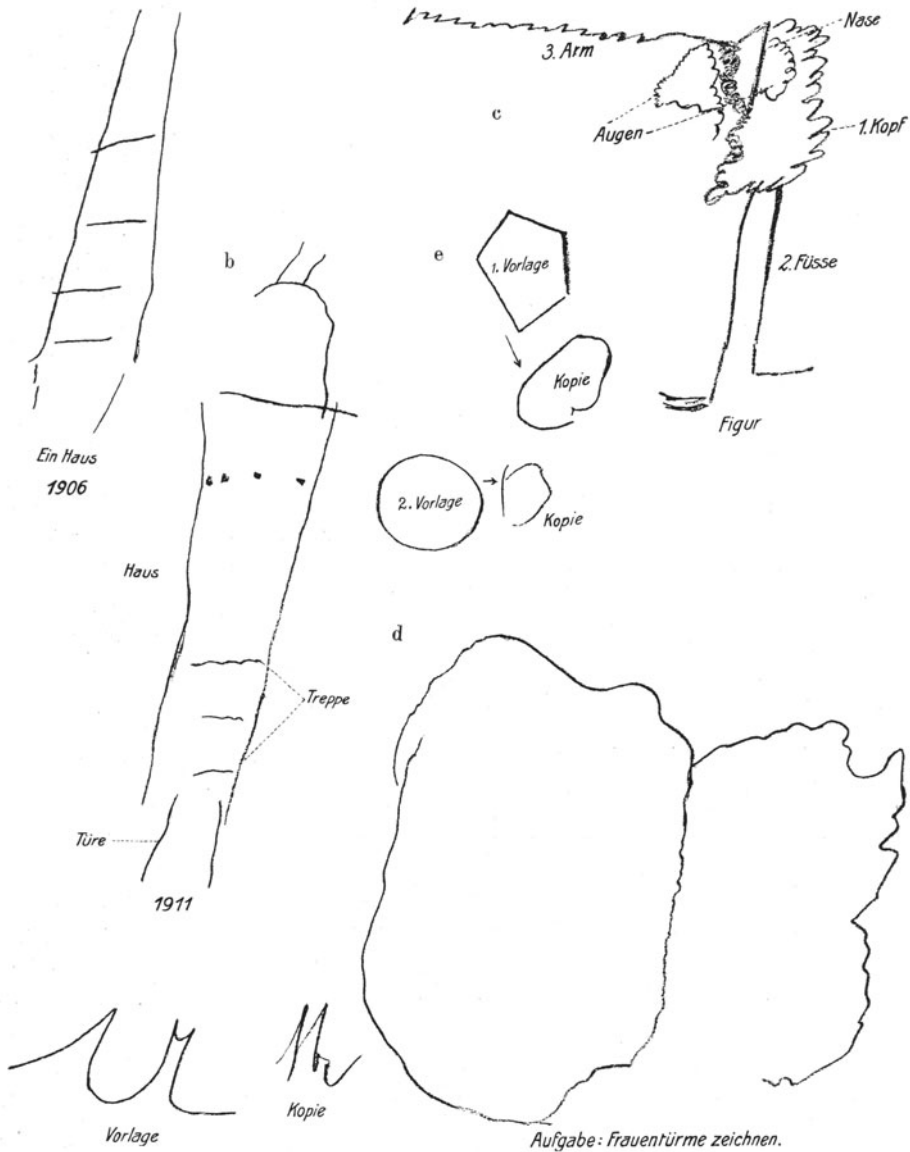 3. Arm
Nase
c
Augen
1. Kopf
b
e
1. Vorlage
2. Füsse
Kopie
Figur
Ein Haus
1906
2. Vorlage
Kopie
Haus
d
Treppe
Türe
1911
Vorlage
Kopie
Aufgabe: Frauentürme zeichnen.